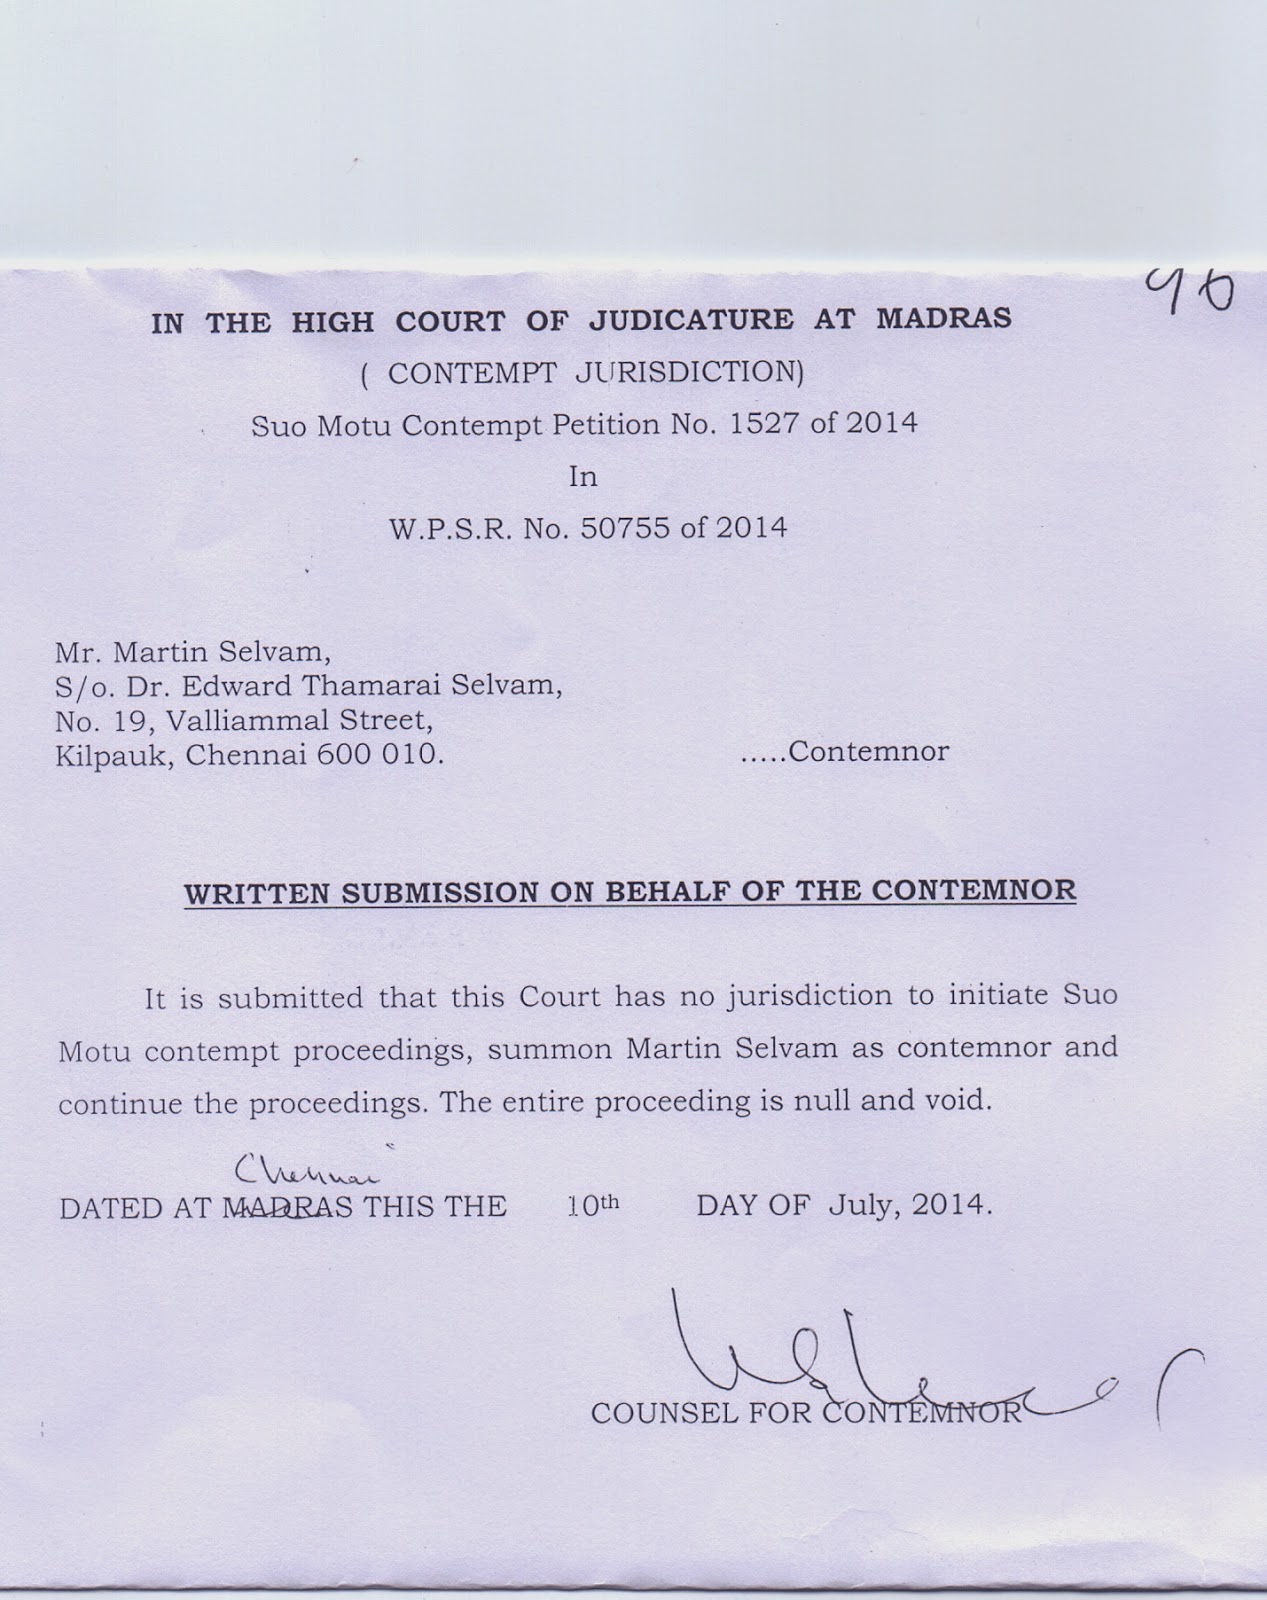 90
IN THE HIGH COURT OF JUDICATURE AT MADRAS
( CONTEMPT JURISDICTION)
Suo Motu Contempt Petition No. 1527 of 2014
In
W.P.S.R. No. 50755 of 2014
Mr. Martin Selvam,
S/o. Dr. Edward Thamarai Selvam,
No. 19, Valliammal Street,
Kilpauk, Chennai 600 010. .....Contemnor
WRITTEN SUBMISSION ON BEHALF OF THE CONTEMNOR
It is submitted that this Court has no jurisdiction to initiate Suo
Motu contempt proceedings, summon Martin Selvam as contemnor and
continue the proceedings. The entire proceeding is null and void.
Chennai
DATED AT MADRAS THIS THE 10th DAY OF July, 2014.
COUNSEL FOR CONTEMNOR